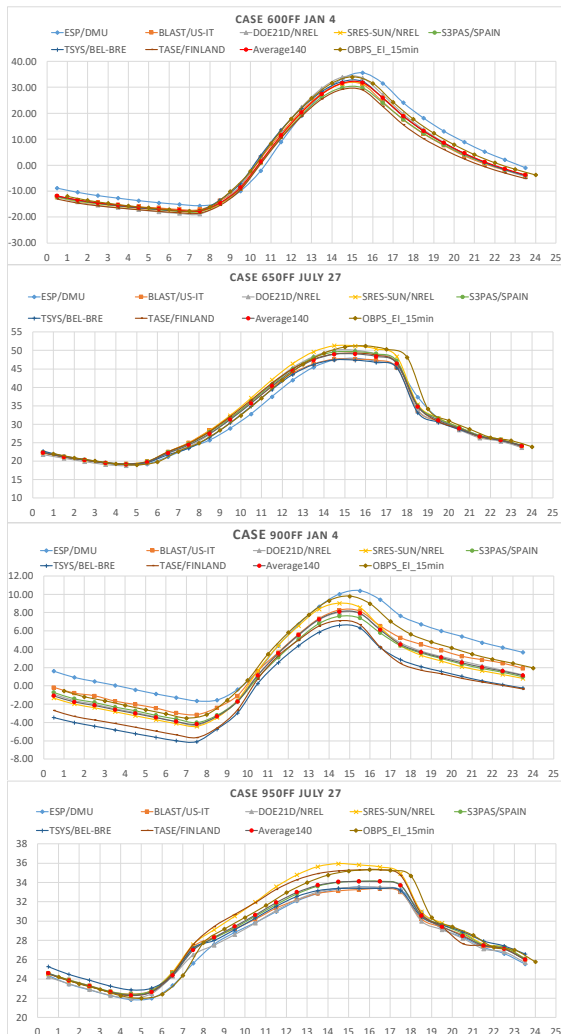 CASE 600FF JAN 4
ESP/DMU BLAST/US-IT DOE21D/NREL SRES-SUN/NREL S3PAS/SPAIN
TSYS/BEL-BRE TASE/FINLAND Average140 OBPS_EI_15min
40.00
30.00
20.00
10.00
0.00
-10.00
-20.00
-30.00
0 1 2 3 4 5 6 7 8 9 10 11 12 13 14 15 16 17 18 19 20 21 22 23 24 25
CASE 650FF JULY 27
ESP/DMU BLAST/US-IT DOE21D/NREL SRES-SUN/NREL S3PAS/SPAIN
TSYS/BEL-BRE TASE/FINLAND Average140 OBPS_EI_15min
55
50
45
40
35
30
25
20
15
10
0 1 2 3 4 5 6 7 8 9 10 11 12 13 14 15 16 17 18 19 20 21 22 23 24 25
CASE 900FF JAN 4
ESP/DMU BLAST/US-IT DOE21D/NREL SRES-SUN/NREL S3PAS/SPAIN
TSYS/BEL-BRE TASE/FINLAND Average140 OBPS_EI_15min
12.00
10.00
8.00
6.00
4.00
2.00
0.00
-2.00
-4.00
-6.00
-8.00
0 1 2 3 4 5 6 7 8 9 10 11 12 13 14 15 16 17 18 19 20 21 22 23 24 25
CASE 950FF JULY 27
ESP/DMU BLAST/US-IT DOE21D/NREL SRES-SUN/NREL S3PAS/SPAIN
TSYS/BEL-BRE TASE/FINLAND Average140 OBPS_EI_15min
38
36
34
32
30
28
26
24
22
20
0 1 2 3 4 5 6 7 8 9 10 11 12 13 14 15 16 17 18 19 20 21 22 23 24 25